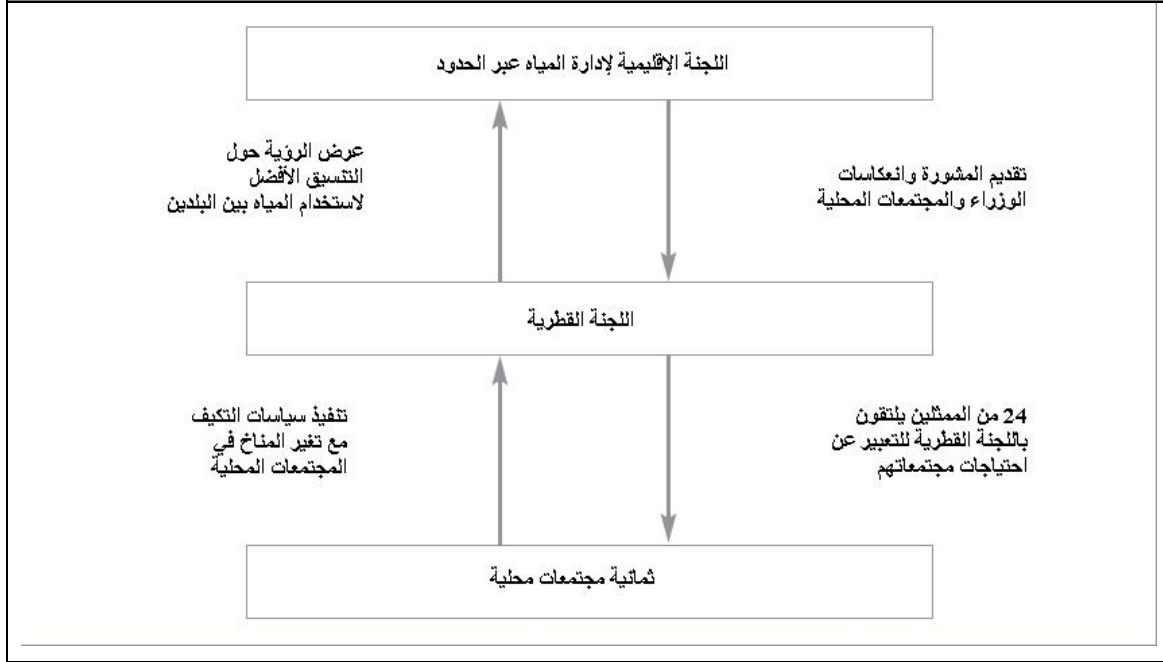 اللجنة الإقليمية لإدارة المياه عبر الحدود
تقديم المشورة وانعكاسات
الوزراء والمجتمعات المحلية
عرض الرؤية حول
التنسيق الأفضل
لاستخدام المياه بين البلدين
اللجنة القطرية
24 من الممثلين يلتقون
باللجنة القطرية للتعبير عن
احتياجات مجتمعاتهم
تنفيذ سياسات التكيف
مع تغير المناخ في
المجتمعات المحلية
ثمانية مجتمعات محلية